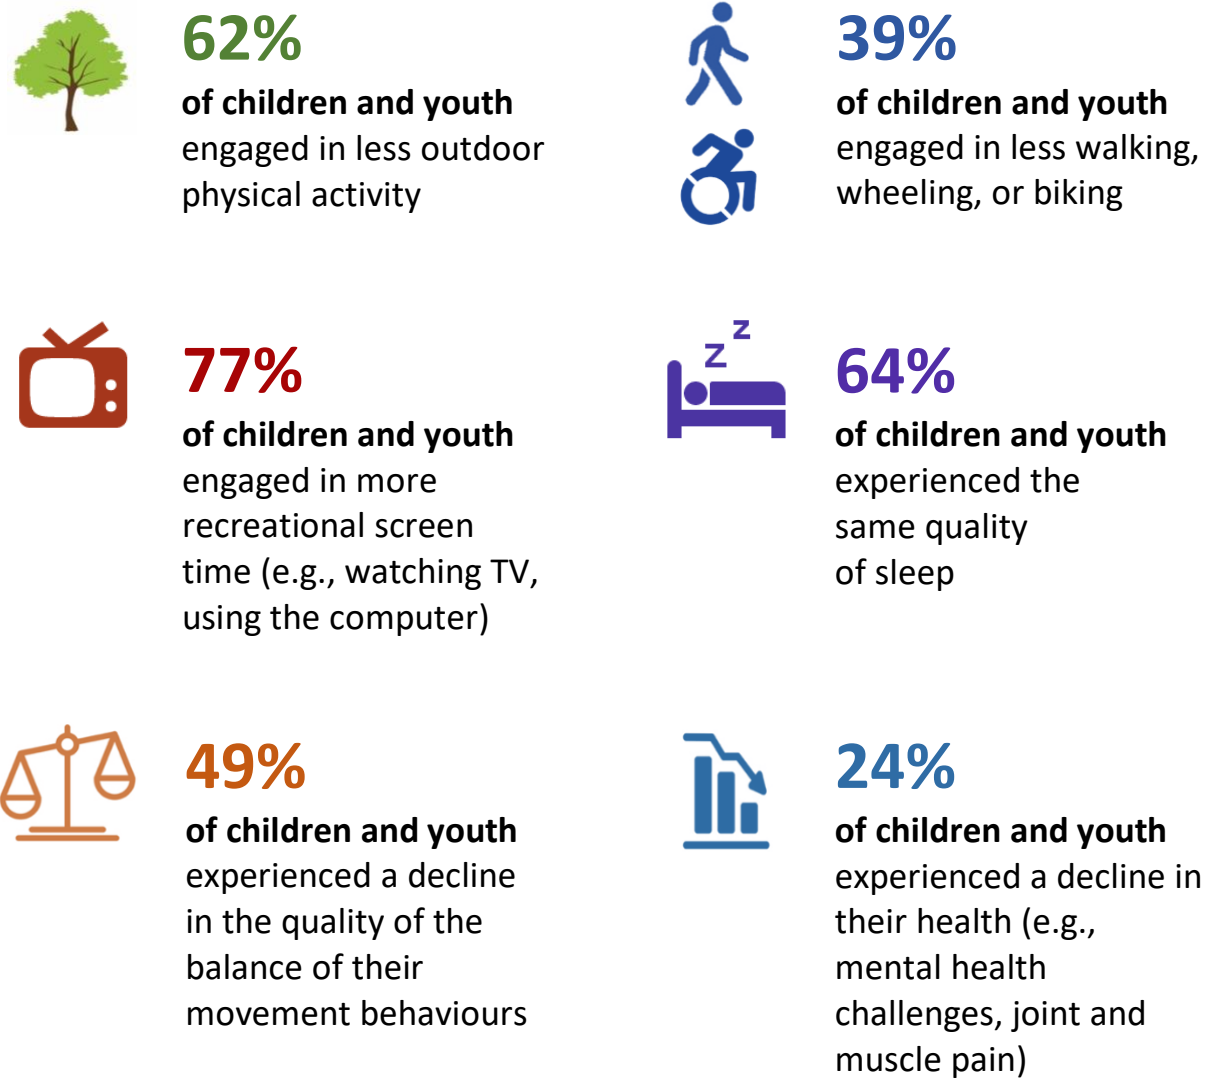 62%
of children and youth
engaged in less outdoor
physical activity
39%
of children and youth
engaged in less walking,
wheeling, or biking
77%
of children and youth
engaged in more
recreational screen
time (e.g., watching TV,
using the computer)
z
z
64%
of children and youth
experienced the
same quality
of sleep
49%
of children and youth
experienced a decline
in the quality of the
balance of their
movement behaviours
24%
of children and youth
experienced a decline in
their health (e.g.,
mental health
challenges, joint and
muscle pain)